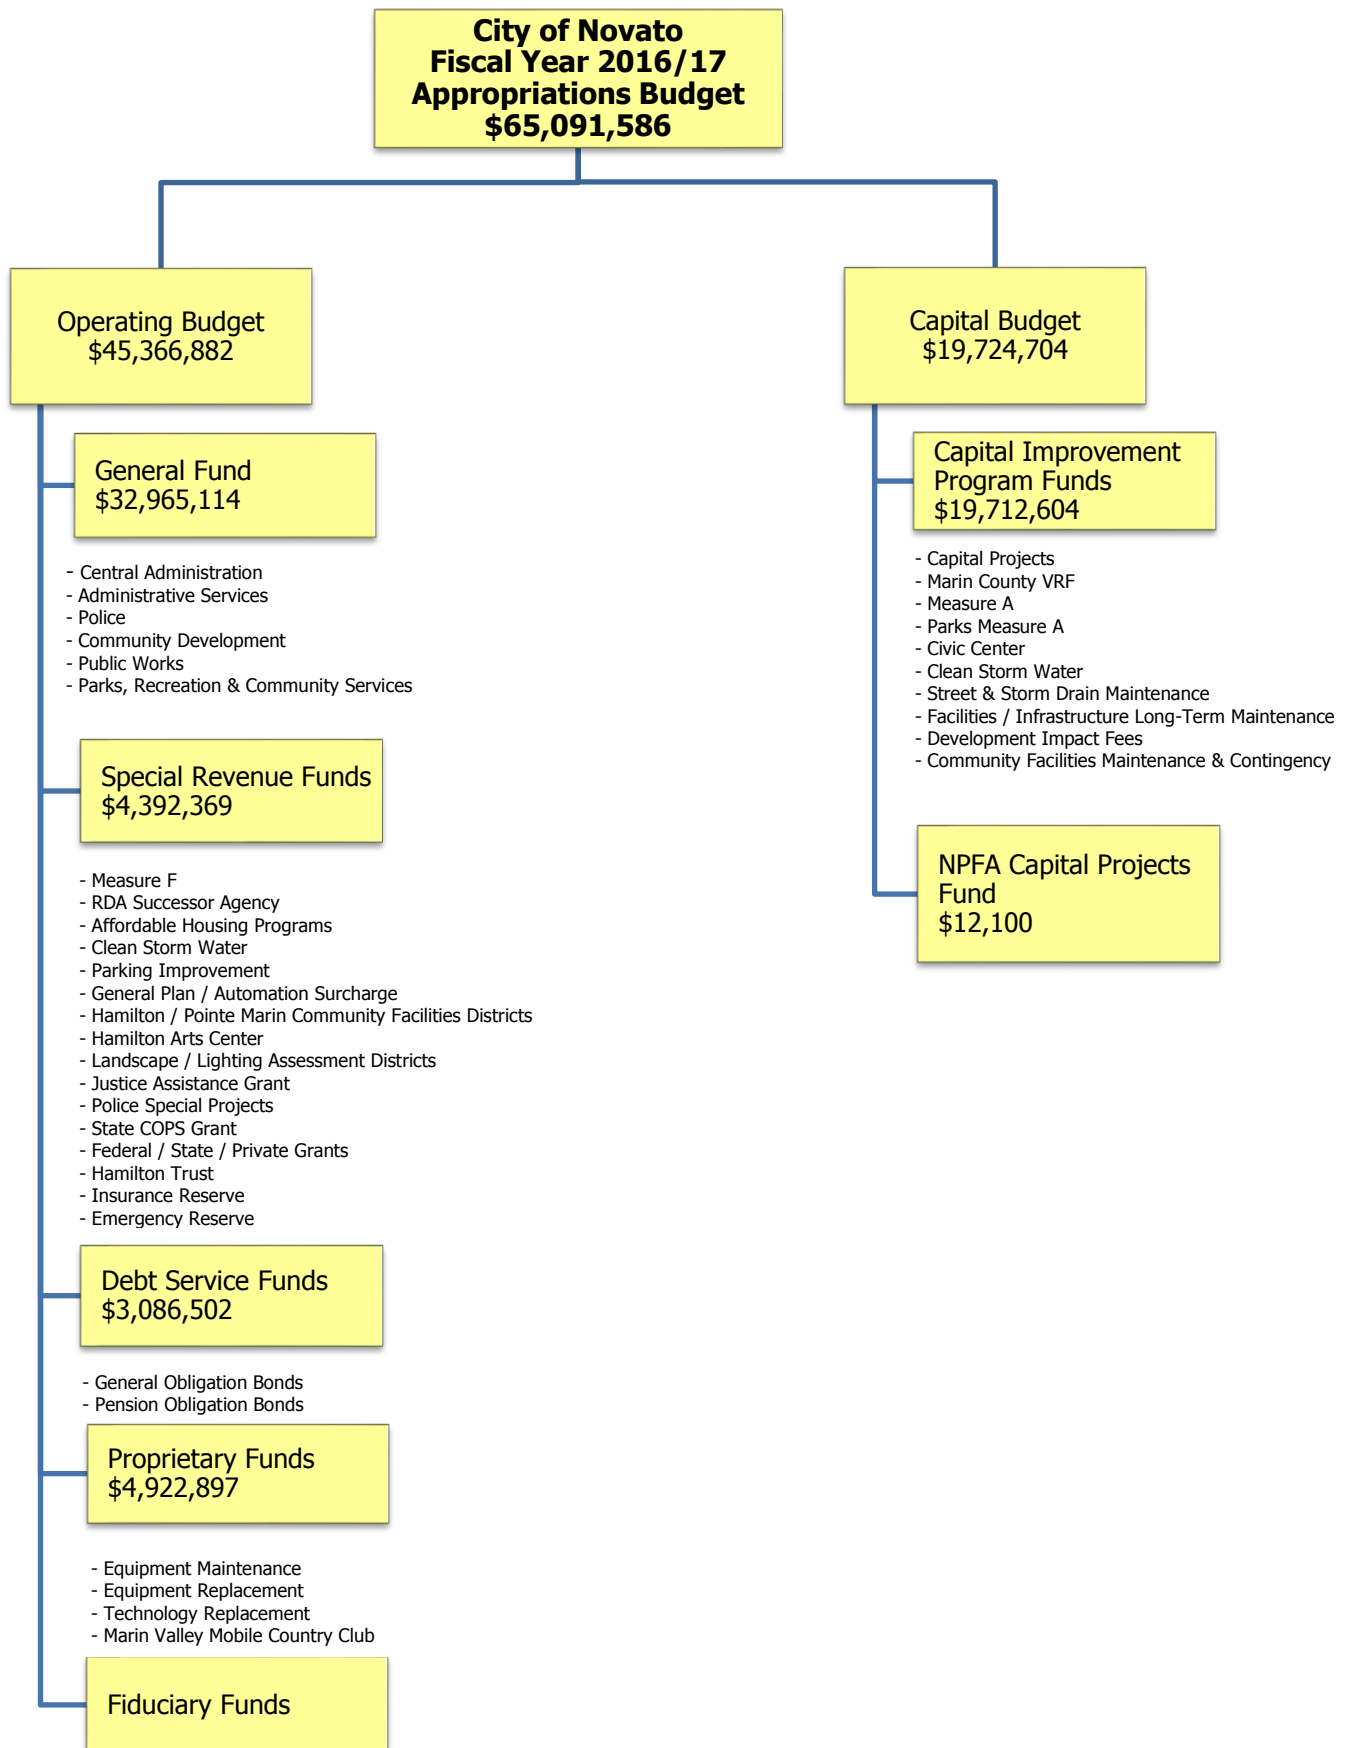 City of Novato
Fiscal Year 2016/17
Appropriations Budget
$65,091,586
Operating Budget
$45,366,882
General Fund
$32,965,114
- Central Administration
- Administrative Services
- Police
- Community Development
- Public Works
- Parks, Recreation & Community Services
Special Revenue Funds
$4,392,369
- Measure F
- RDA Successor Agency
- Affordable Housing Programs
- Clean Storm Water
- Parking Improvement
- General Plan / Automation Surcharge
- Hamilton / Pointe Marin Community Facilities Districts
- Hamilton Arts Center
- Landscape / Lighting Assessment Districts
- Justice Assistance Grant
- Police Special Projects
- State COPS Grant
- Federal / State / Private Grants
- Hamilton Trust
- Insurance Reserve
- Emergency Reserve
Debt Service Funds
$3,086,502
- General Obligation Bonds
- Pension Obligation Bonds
Proprietary Funds
$4,922,897
- Equipment Maintenance
- Equipment Replacement
- Technology Replacement
- Marin Valley Mobile Country Club
Fiduciary Funds
Capital Budget
$19,724,704
Capital Improvement
Program Funds
$19,712,604
- Capital Projects
- Marin County VRF
- Measure A
- Parks Measure A
- Civic Center
- Clean Storm Water
- Street & Storm Drain Maintenance
- Facilities / Infrastructure Long-Term Maintenance
- Development Impact Fees
- Community Facilities Maintenance & Contingency
NPFA Capital Projects
Fund
$12,100